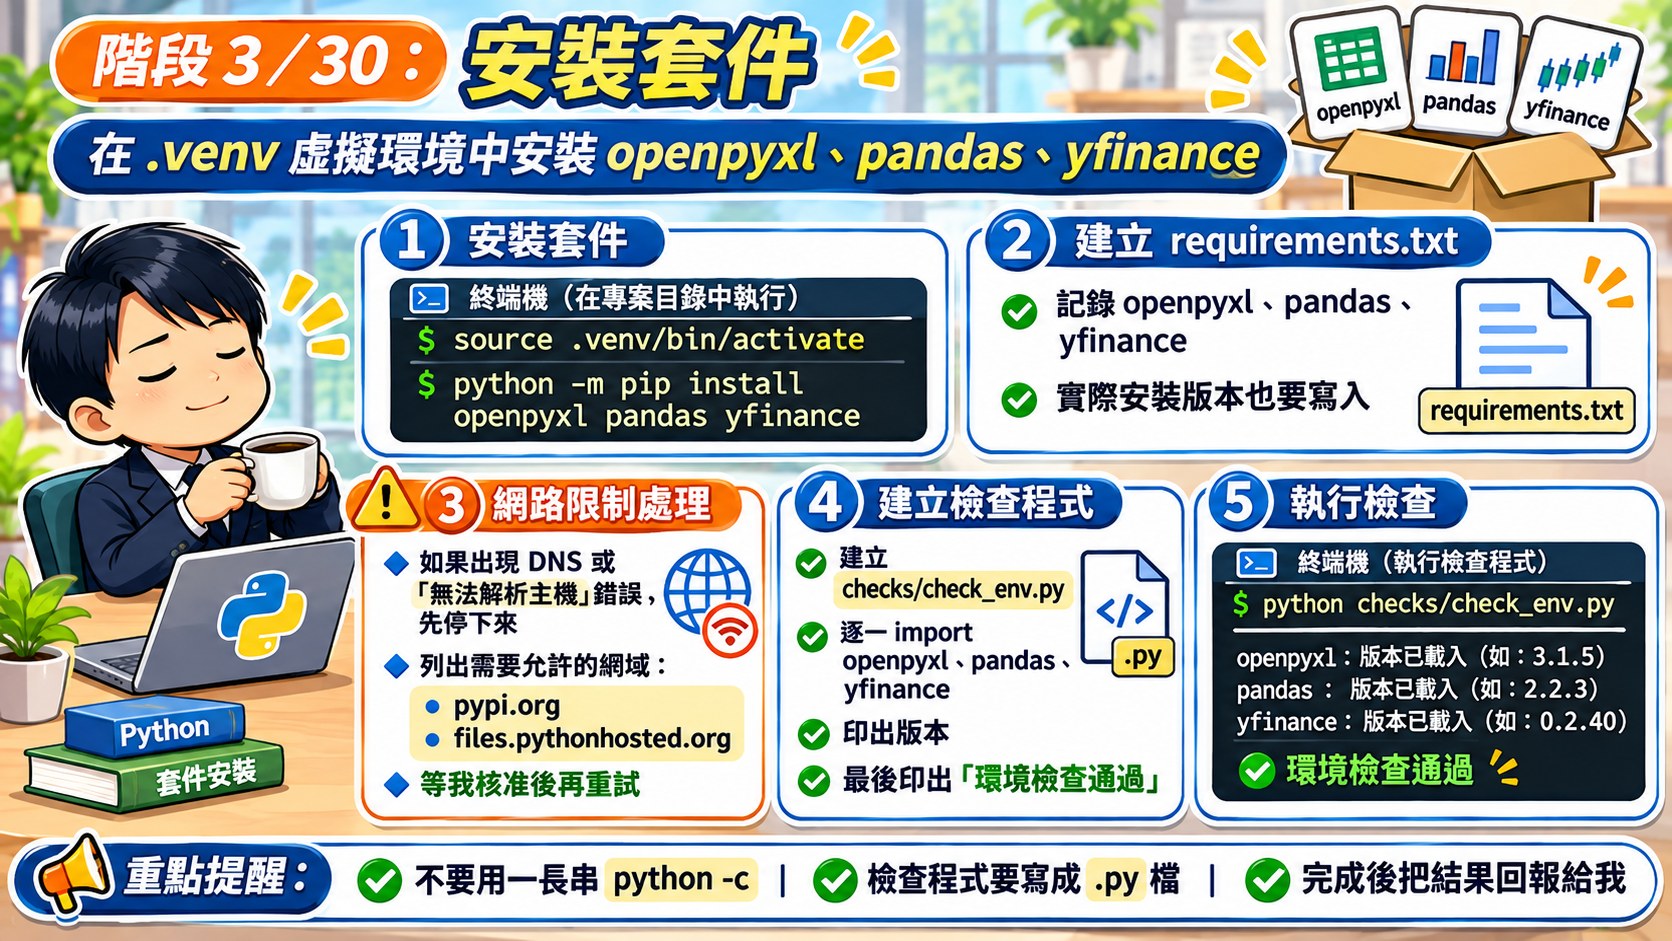 階段 3／30：
安裝套件
openpyxl
pandas
yfinance
在 .venv 虛擬環境中安裝 openpyxl、pandas、yfinance
1 安裝套件
終端機（在專案目錄中執行）
$ source .venv/bin/activate
$ python -m pip install
openpyxl pandas yfinance
2 建立 requirements.txt
記錄 openpyxl、pandas、
yfinance
實際安裝版本也要寫入
requirements.txt
3 網路限制處理
如果出現 DNS 或
「無法解析主機」錯誤，
先停下來
列出需要允許的網域：
pypi.org
files.pythonhosted.org
等我核准後再重試
4 建立檢查程式
建立
checks/check_env.py
逐一 import
openpyxl、pandas、
yfinance
印出版本
最後印出「環境檢查通過」
</>
.py
5 執行檢查
終端機（執行檢查程式）
$ python checks/check_env.py
openpyxl：版本已載入（如：3.1.5）
pandas ： 版本已載入（如：2.2.3）
yfinance：版本已載入（如：0.2.40）
環境檢查通過
Python
套件安裝
重點提醒：
不要用一長串 python -c | 檢查程式要寫成 .py 檔 | 完成後把結果回報給我